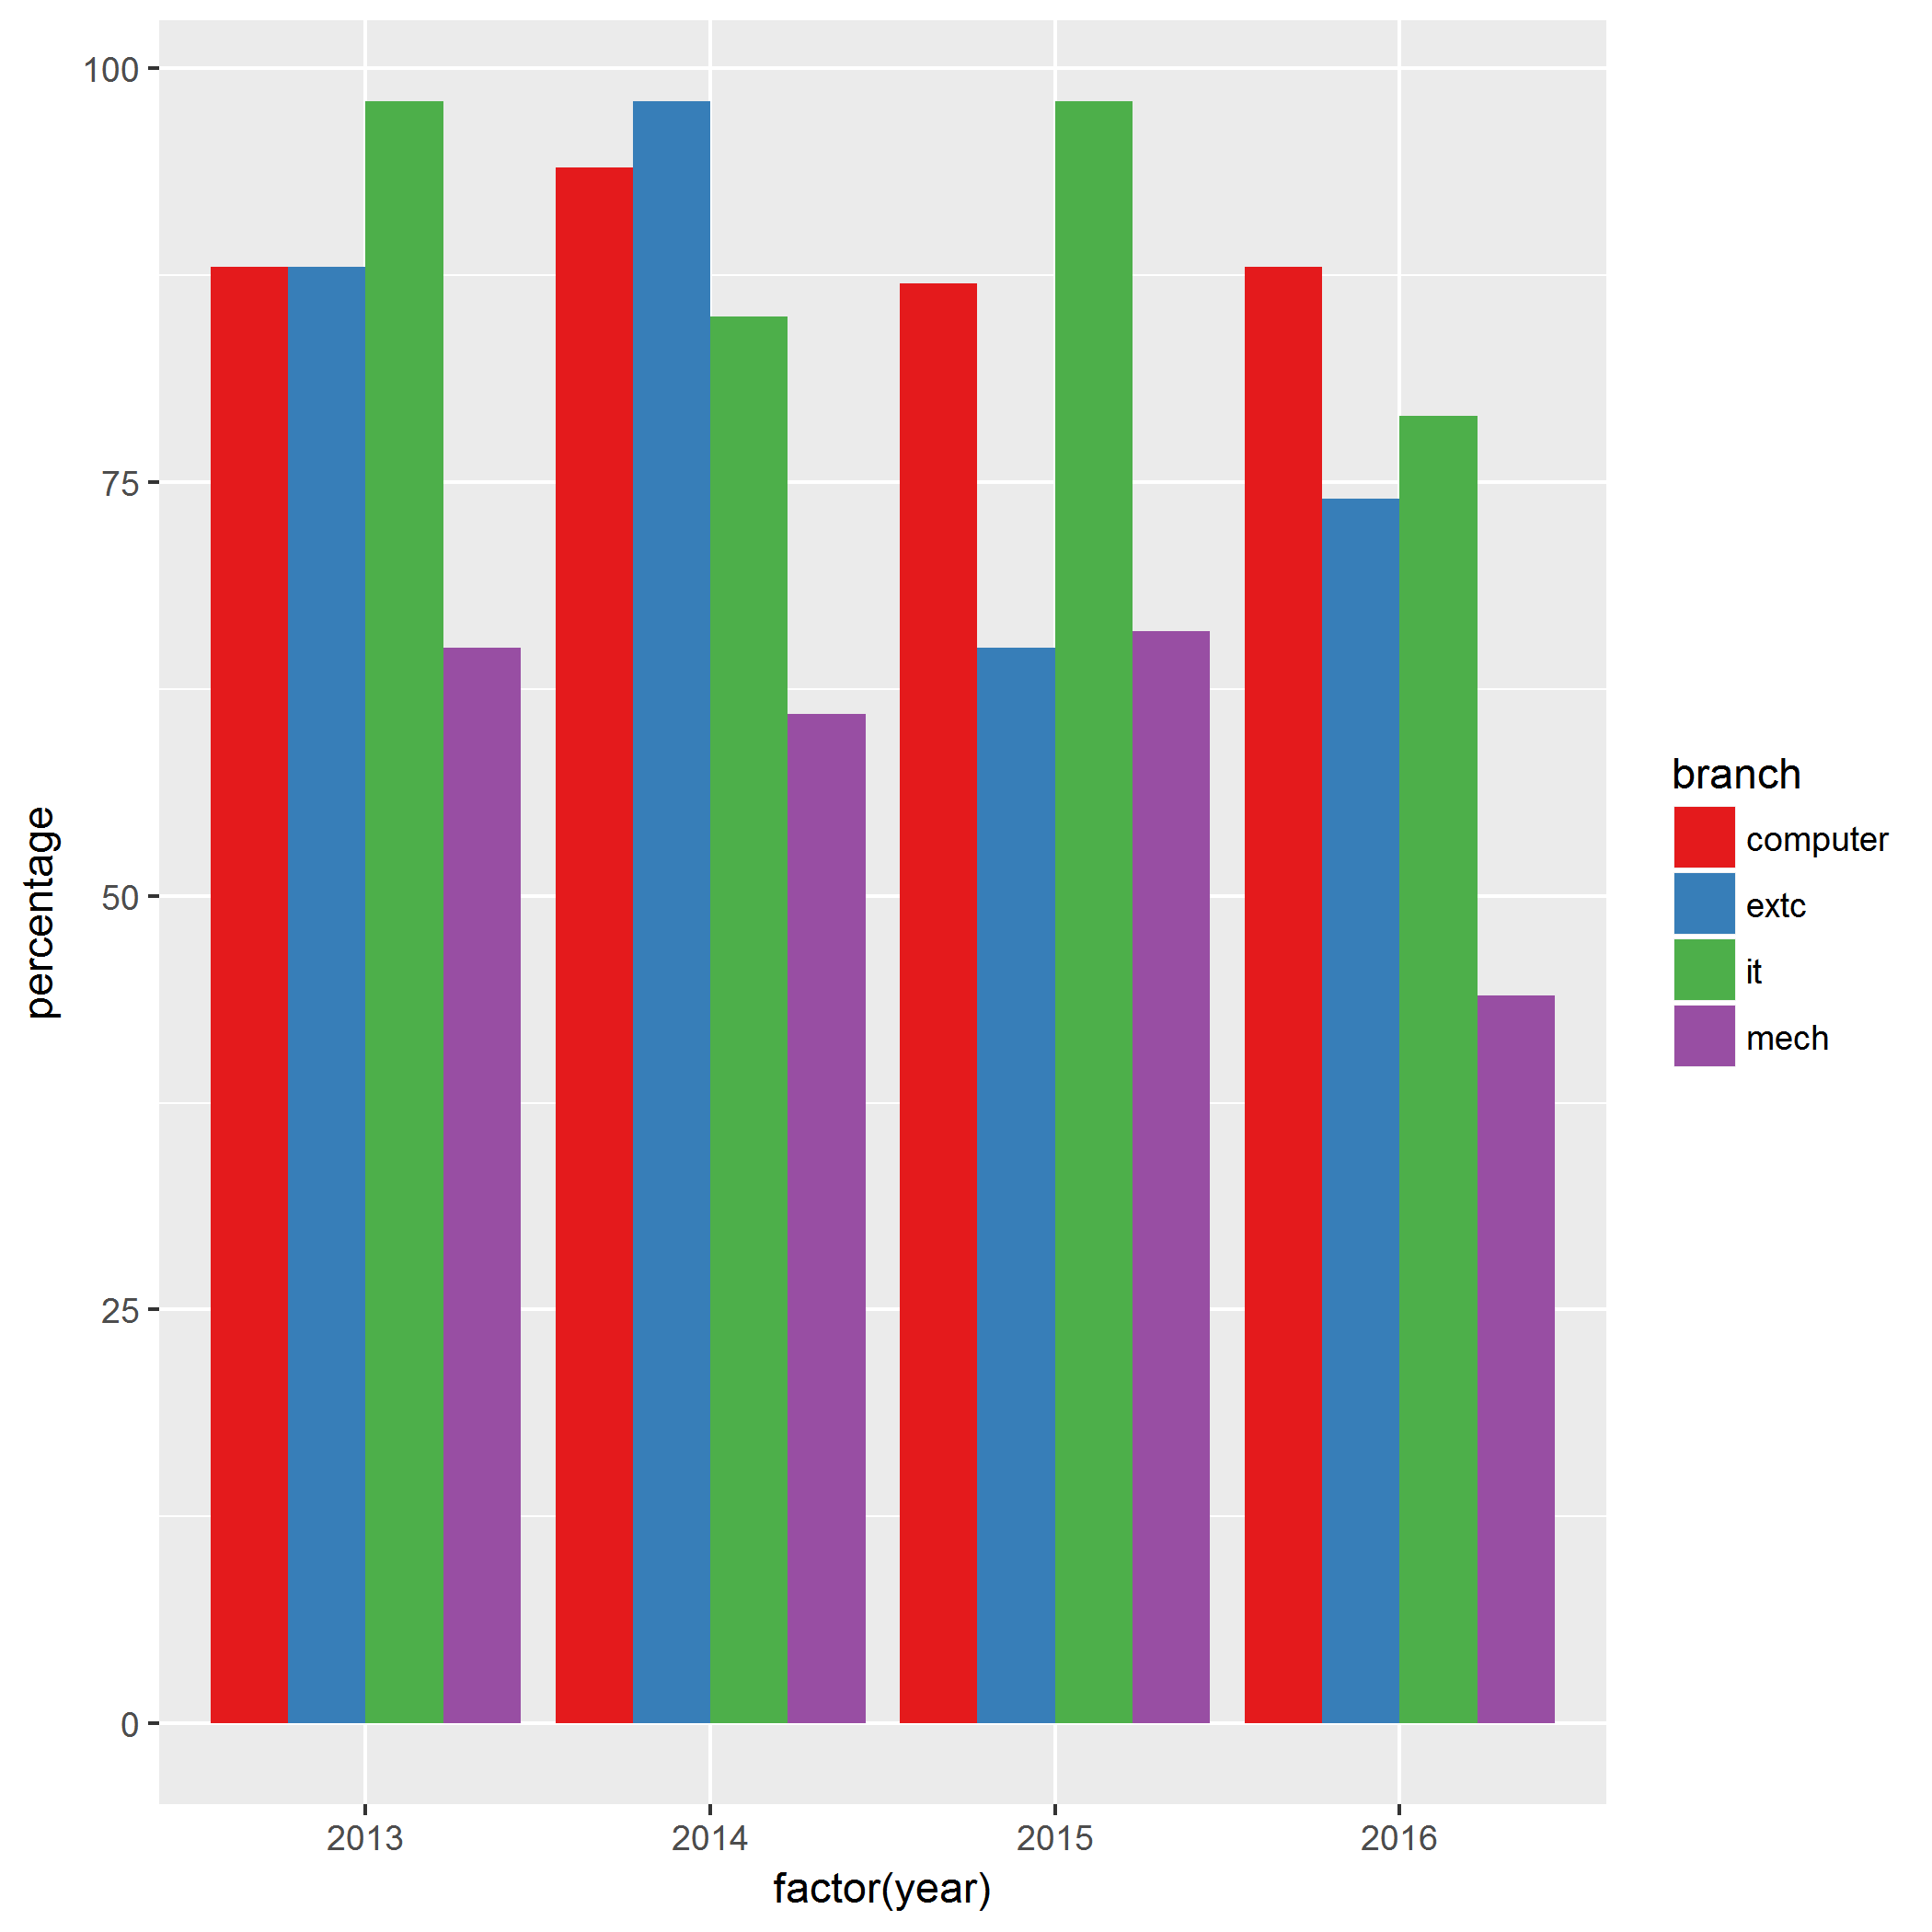 percentage
100
75
50
25
0
2013 2014 2015 2016
factor(year)
branch
computer
extc
it
mech